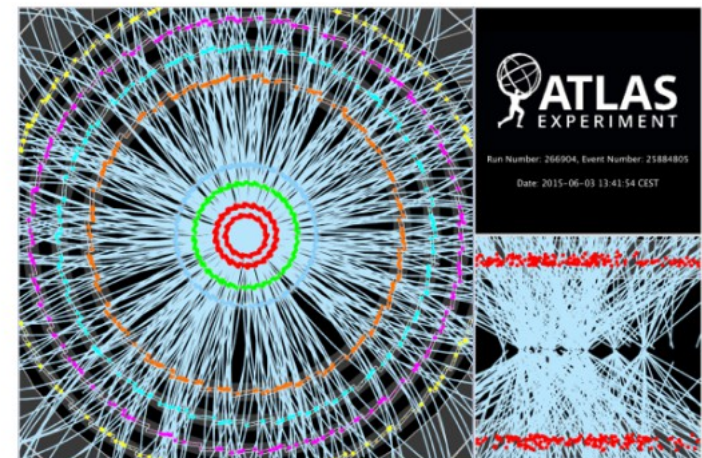 ATLAS
EXPERIMENT
Run Number: 266904, Event Number: 25884805
Date: 2015-06-03 13:41:54 CEST